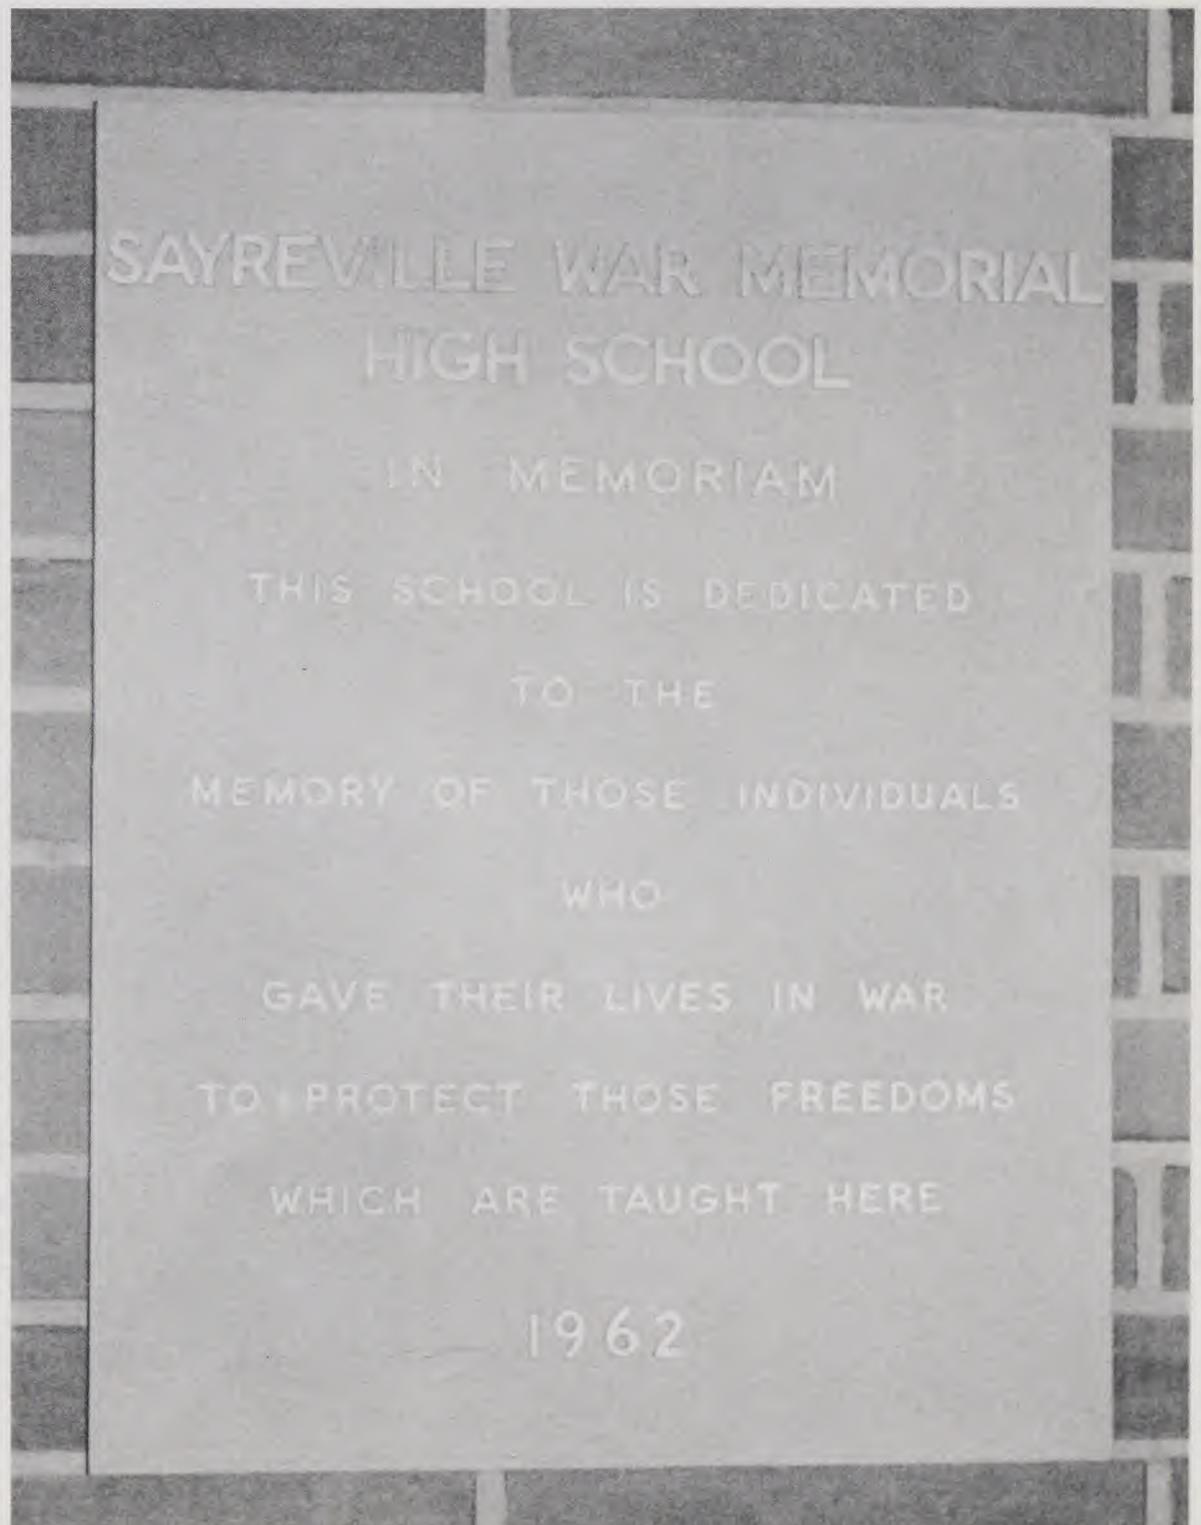 SAYREVILLE WAR MEMORIAL
HIGH SCHOOL
IN MEMORIAM
THIS SCHOOL IS DEDICATED
TO THE
MEMORY OF THOSE INDIVIDUALS
WHO
GAVE THEIR LIVES IN WAR
TO PROTECT THOSE FREEDOMS
WHICH ARE TAUGHT HERE
1962